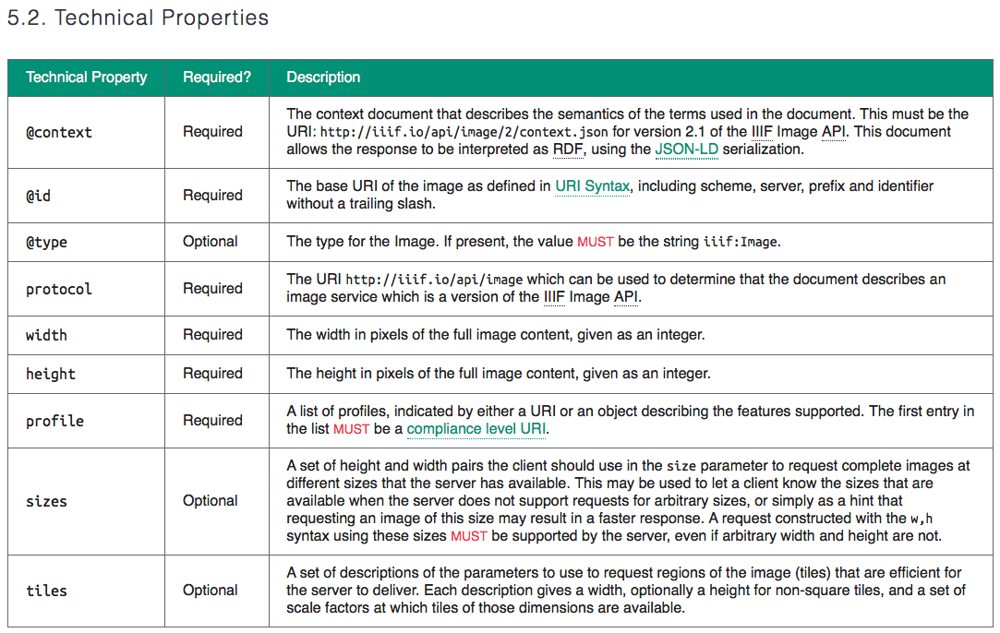 5.2. Technical Properties
Technical Property Required? Description
@context Required The context document that describes the semantics of the terms used in the document. This must be the
URI: http://iiif.io/api/image/2/context.json for version 2.1 of the IIIF Image API. This document
allows the response to be interpreted as RDF, using the JSON-LD serialization.
@id Required The base URI of the image as defined in URI Syntax, including scheme, server, prefix and identifier
without a trailing slash.
@type Optional The type for the Image. If present, the value MUST be the string iiif:Image.
protocol Required The URI http://iiif.io/api/image which can be used to determine that the document describes an
image service which is a version of the IIIF Image API.
width Required The width in pixels of the full image content, given as an integer.
height Required The height in pixels of the full image content, given as an integer.
profile Required A list of profiles, indicated by either a URI or an object describing the features supported. The first entry in
the list MUST be a compliance level URI.
sizes Optional A set of height and width pairs the client should use in the size parameter to request complete images at
different sizes that the server has available. This may be used to let a client know the sizes that are
available when the server does not support requests for arbitrary sizes, or simply as a hint that
requesting an image of this size may result in a faster response. A request constructed with the w,h
syntax using these sizes MUST be supported by the server, even if arbitrary width and height are not.
tiles Optional A set of descriptions of the parameters to use to request regions of the image (tiles) that are efficient for
the server to deliver. Each description gives a width, optionally a height for non-square tiles, and a set of
scale factors at which tiles of those dimensions are available.